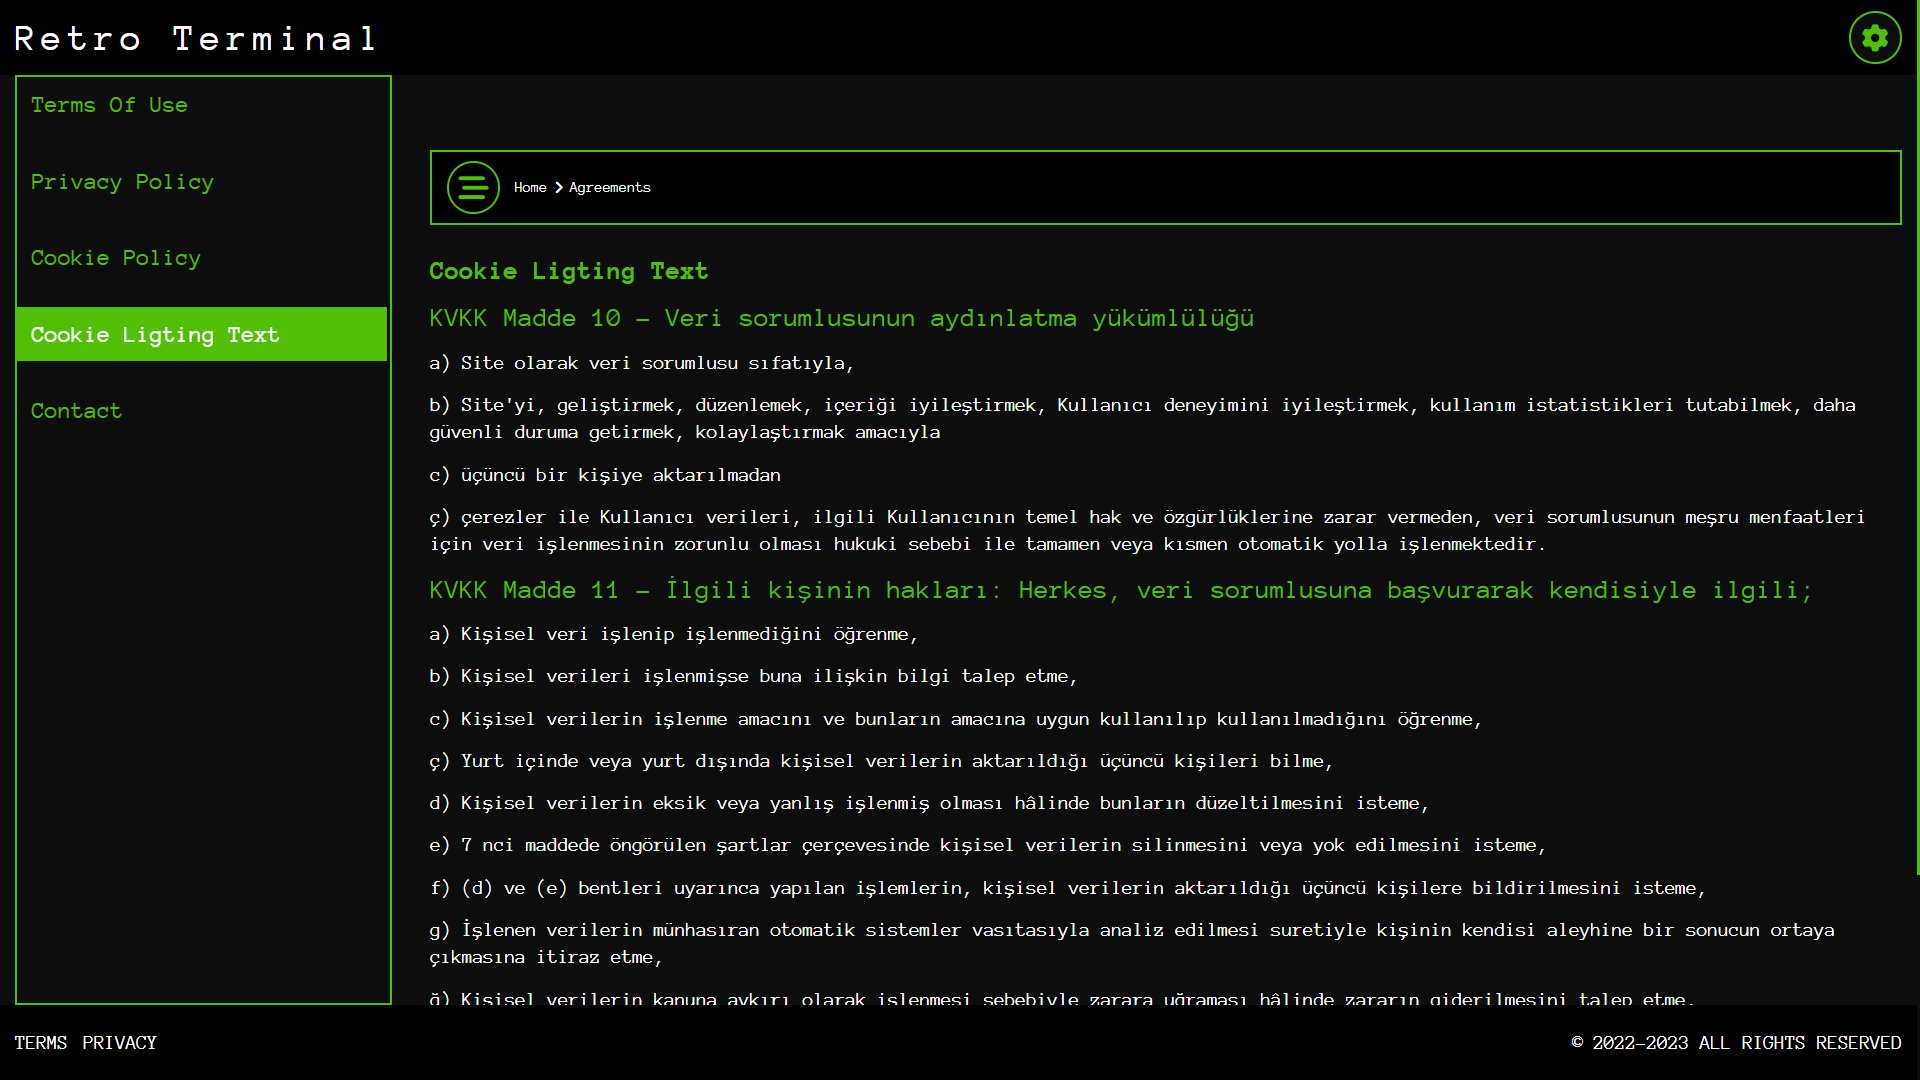 Retro Terminal
Terms Of Use
Privacy Policy
Cookie Policy
Cookie Ligting Text
Contact
Home > Agreements
Cookie Ligting Text
KVKK Madde 10 – Veri sorumlusunun aydınlatma yükümlülüğü
a) Site olarak veri sorumlusu sıfatıyla,
b) Site'yi, geliştirmek, düzenlemek, içeriği iyileştirmek, Kullanıcı deneyimini iyileştirmek, kullanım istatistikleri tutabilmek, daha
güvenli duruma getirmek, kolaylaştırmak amacıyla
c) üçüncü bir kişiye aktarılmadan
ç) çerezler ile Kullanıcı verileri, ilgili Kullanıcının temel hak ve özgürlüklerine zarar vermeden, veri sorumlusunun meşru menfaatleri
için veri işlenmesinin zorunlu olması hukuki sebebi ile tamamen veya kısmen otomatik yolla işlenmektedir.
KVKK Madde 11 – İlgili kişinin hakları: Herkes, veri sorumlusuna başvurarak kendisiyle ilgili;
a) Kişisel veri işlenip işlenmediğini öğrenme,
b) Kişisel verileri işlenmişse buna ilişkin bilgi talep etme,
c) Kişisel verilerin işlenme amacını ve bunların amacına uygun kullanılıp kullanılmadığını öğrenme,
ç) Yurt içinde veya yurt dışında kişisel verilerin aktarıldığı üçüncü kişileri bilme,
d) Kişisel verilerin eksik veya yanlış işlenmiş olması hâlinde bunların düzeltilmesini isteme,
e) 7 nci maddede öngörülen şartlar çerçevesinde kişisel verilerin silinmesini veya yok edilmesini isteme,
f) (d) ve (e) bentleri uyarınca yapılan işlemlerin, kişisel verilerin aktarıldığı üçüncü kişilere bildirilmesini isteme,
g) İşlenen verilerin münhasıran otomatik sistemler vasıtasıyla analiz edilmesi suretiyle kişinin kendisi aleyhine bir sonucun ortaya
çıkmasına itiraz etme,
ğ) Kişisel verilerin kanuna aykırı olarak işlenmesi sebebiyle zarara uğraması hâlinde zararın giderilmesini talep etme.
TERMS PRIVACY
© 2022–2023 ALL RIGHTS RESERVED